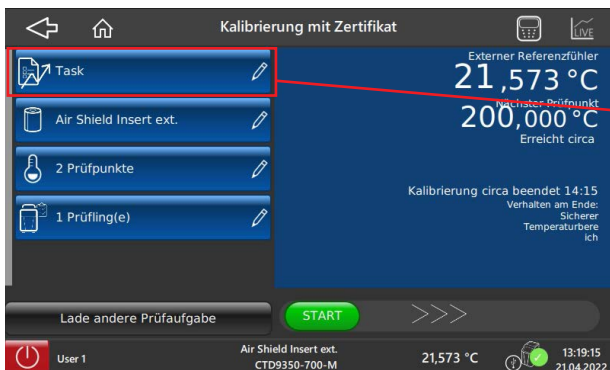 Kalibrierung mit Zertifikat
LIVE
Task
Air Shield Insert ext.
2 Prüfpunkte
1 Prüfling(e)
Externer Referenzfühler
21,573 °C
Nächster Prüfpunkt
200,000 °C
Erreicht circa
Kalibrierung circa beendet 14:15
Verhalten am Ende:
Sicherer
Temperaturbere
ich
Lade andere Prüfaufgabe
START
>>>
User 1
Air Shield Insert ext.
CTD9350-700-M
21,573 °C
13:19:15
21.04.2022